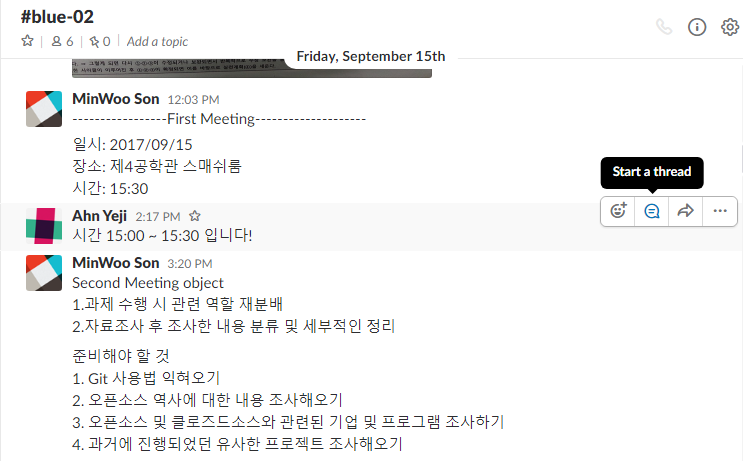 #blue-02
6 0 Add a topic
Friday, September 15th
MinWoo Son 12:03 PM
-----------------First Meeting--------------------
일시: 2017/09/15
장소: 제4공학관 스매쉬룸
시간: 15:30
Start a thread
Ahn Yeji 2:17 PM
시간 15:00 ~ 15:30 입니다!
MinWoo Son 3:20 PM
Second Meeting object
1.과제 수행 시 관련 역할 재분배
2.자료조사 후 조사한 내용 분류 및 세부적인 정리
준비해야 할 것
1. Git 사용법 익혀오기
2. 오픈소스 역사에 대한 내용 조사해오기
3. 오픈소스 및 클로즈드소스와 관련된 기업 및 프로그램 조사하기
4. 과거에 진행되었던 유사한 프로젝트 조사해오기